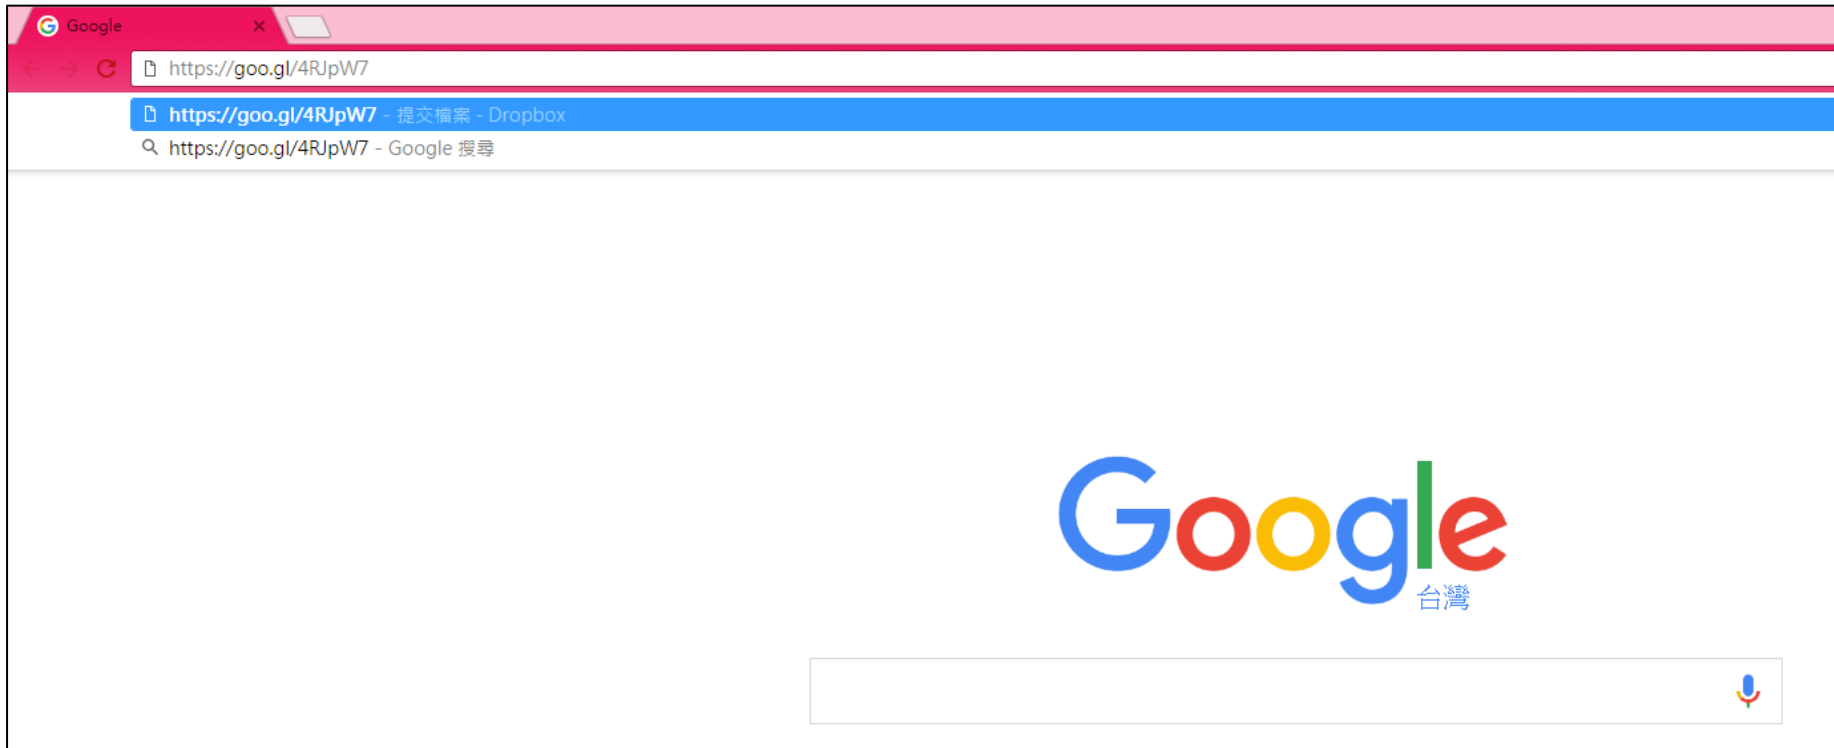 Google
https://goo.gl/4RJpW7
https://goo.gl/4RJpW7 - 提交檔案 - Dropbox
https://goo.gl/4RJpW7 - Google 搜尋
Google
台灣